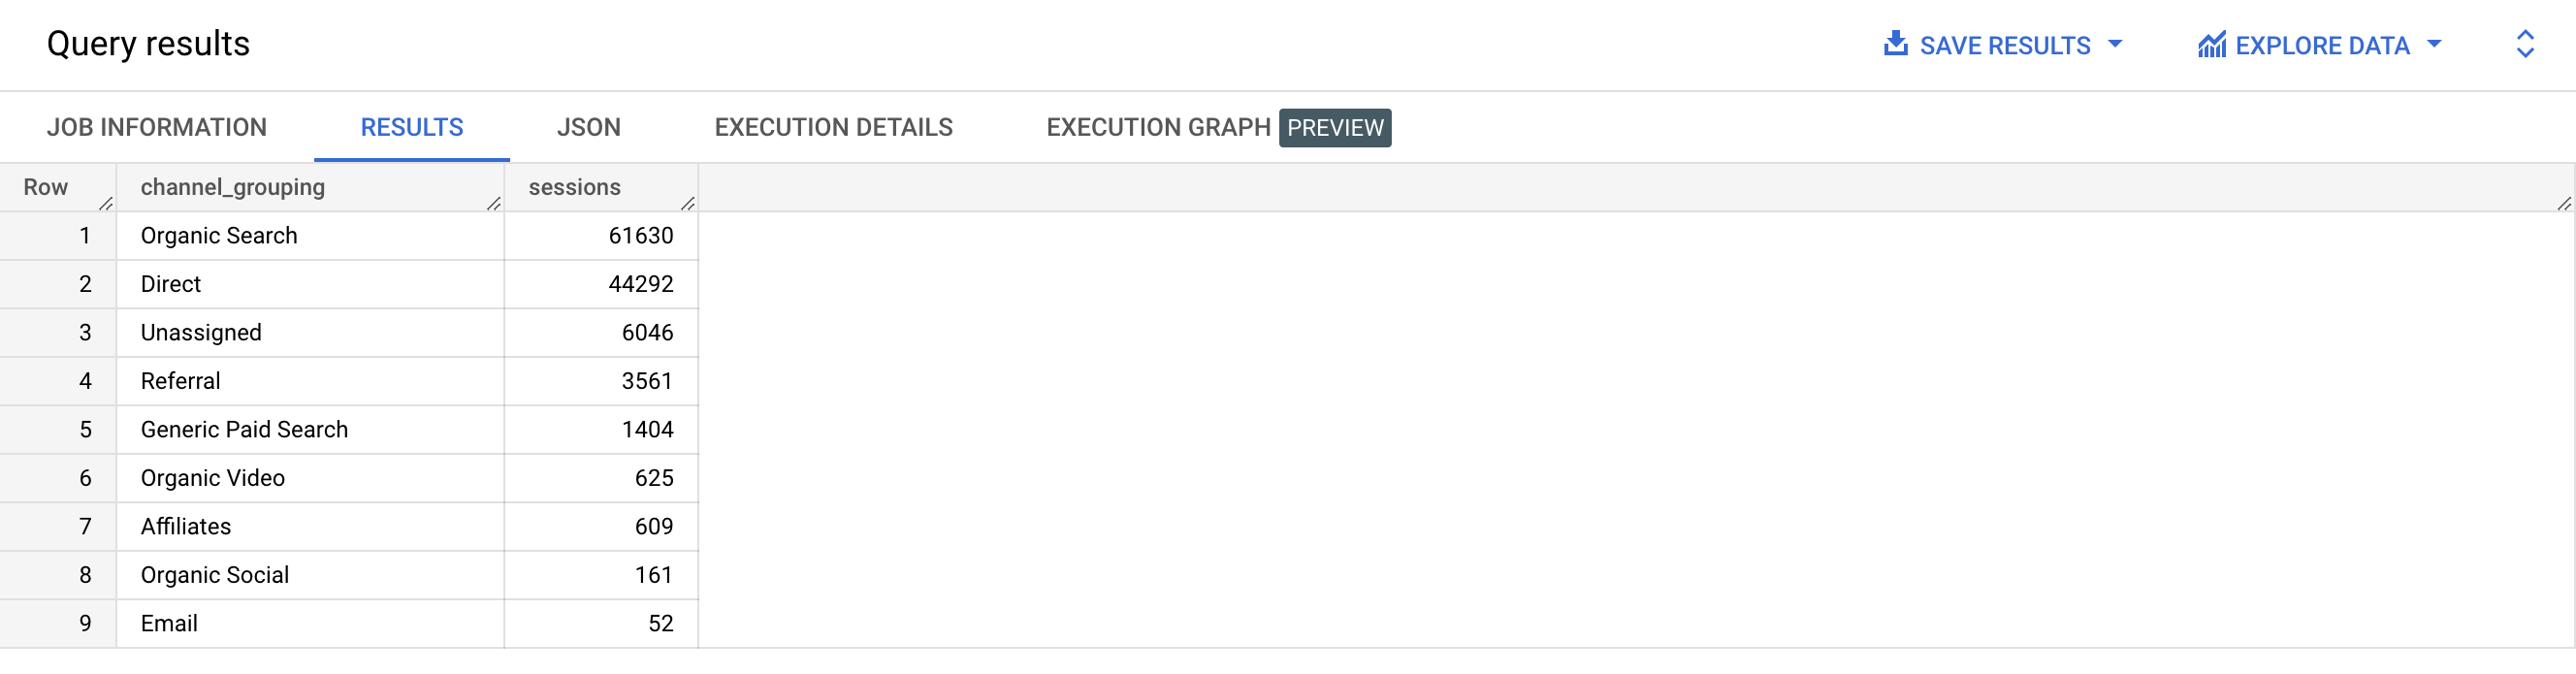 Query results SAVE RESULTS EXPLORE DATA
JOB INFORMATION RESULTS JSON EXECUTION DETAILS EXECUTION GRAPH PREVIEW
Row channel_grouping sessions
1 Organic Search 61630
2 Direct 44292
3 Unassigned 6046
4 Referral 3561
5 Generic Paid Search 1404
6 Organic Video 625
7 Affiliates 609
8 Organic Social 161
9 Email 52